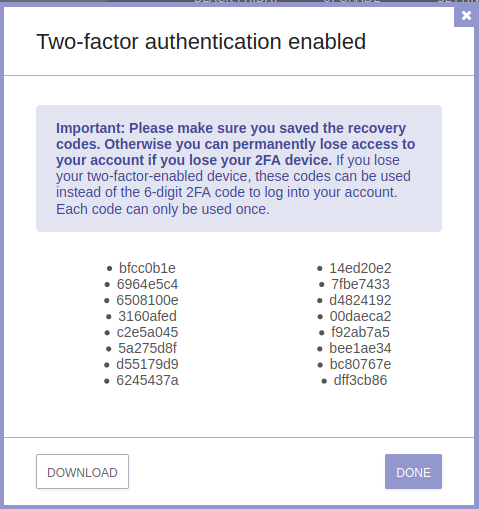 Two-factor authentication enabled
Important: Please make sure you saved the recovery
codes. Otherwise you can permanently lose access to
your account if you lose your 2FA device. If you lose
your two-factor-enabled device, these codes can be used
instead of the 6-digit 2FA code to log into your account.
Each code can only be used once.
bfcc0b1e
6964e5c4
6508100e
3160afed
c2e5a045
5a275d8f
d55179d9
6245437a
14ed20e2
7fbe7433
d4824192
00daeca2
f92ab7a5
bee1ae34
bc80767e
dff3cb86
DOWNLOAD
DONE